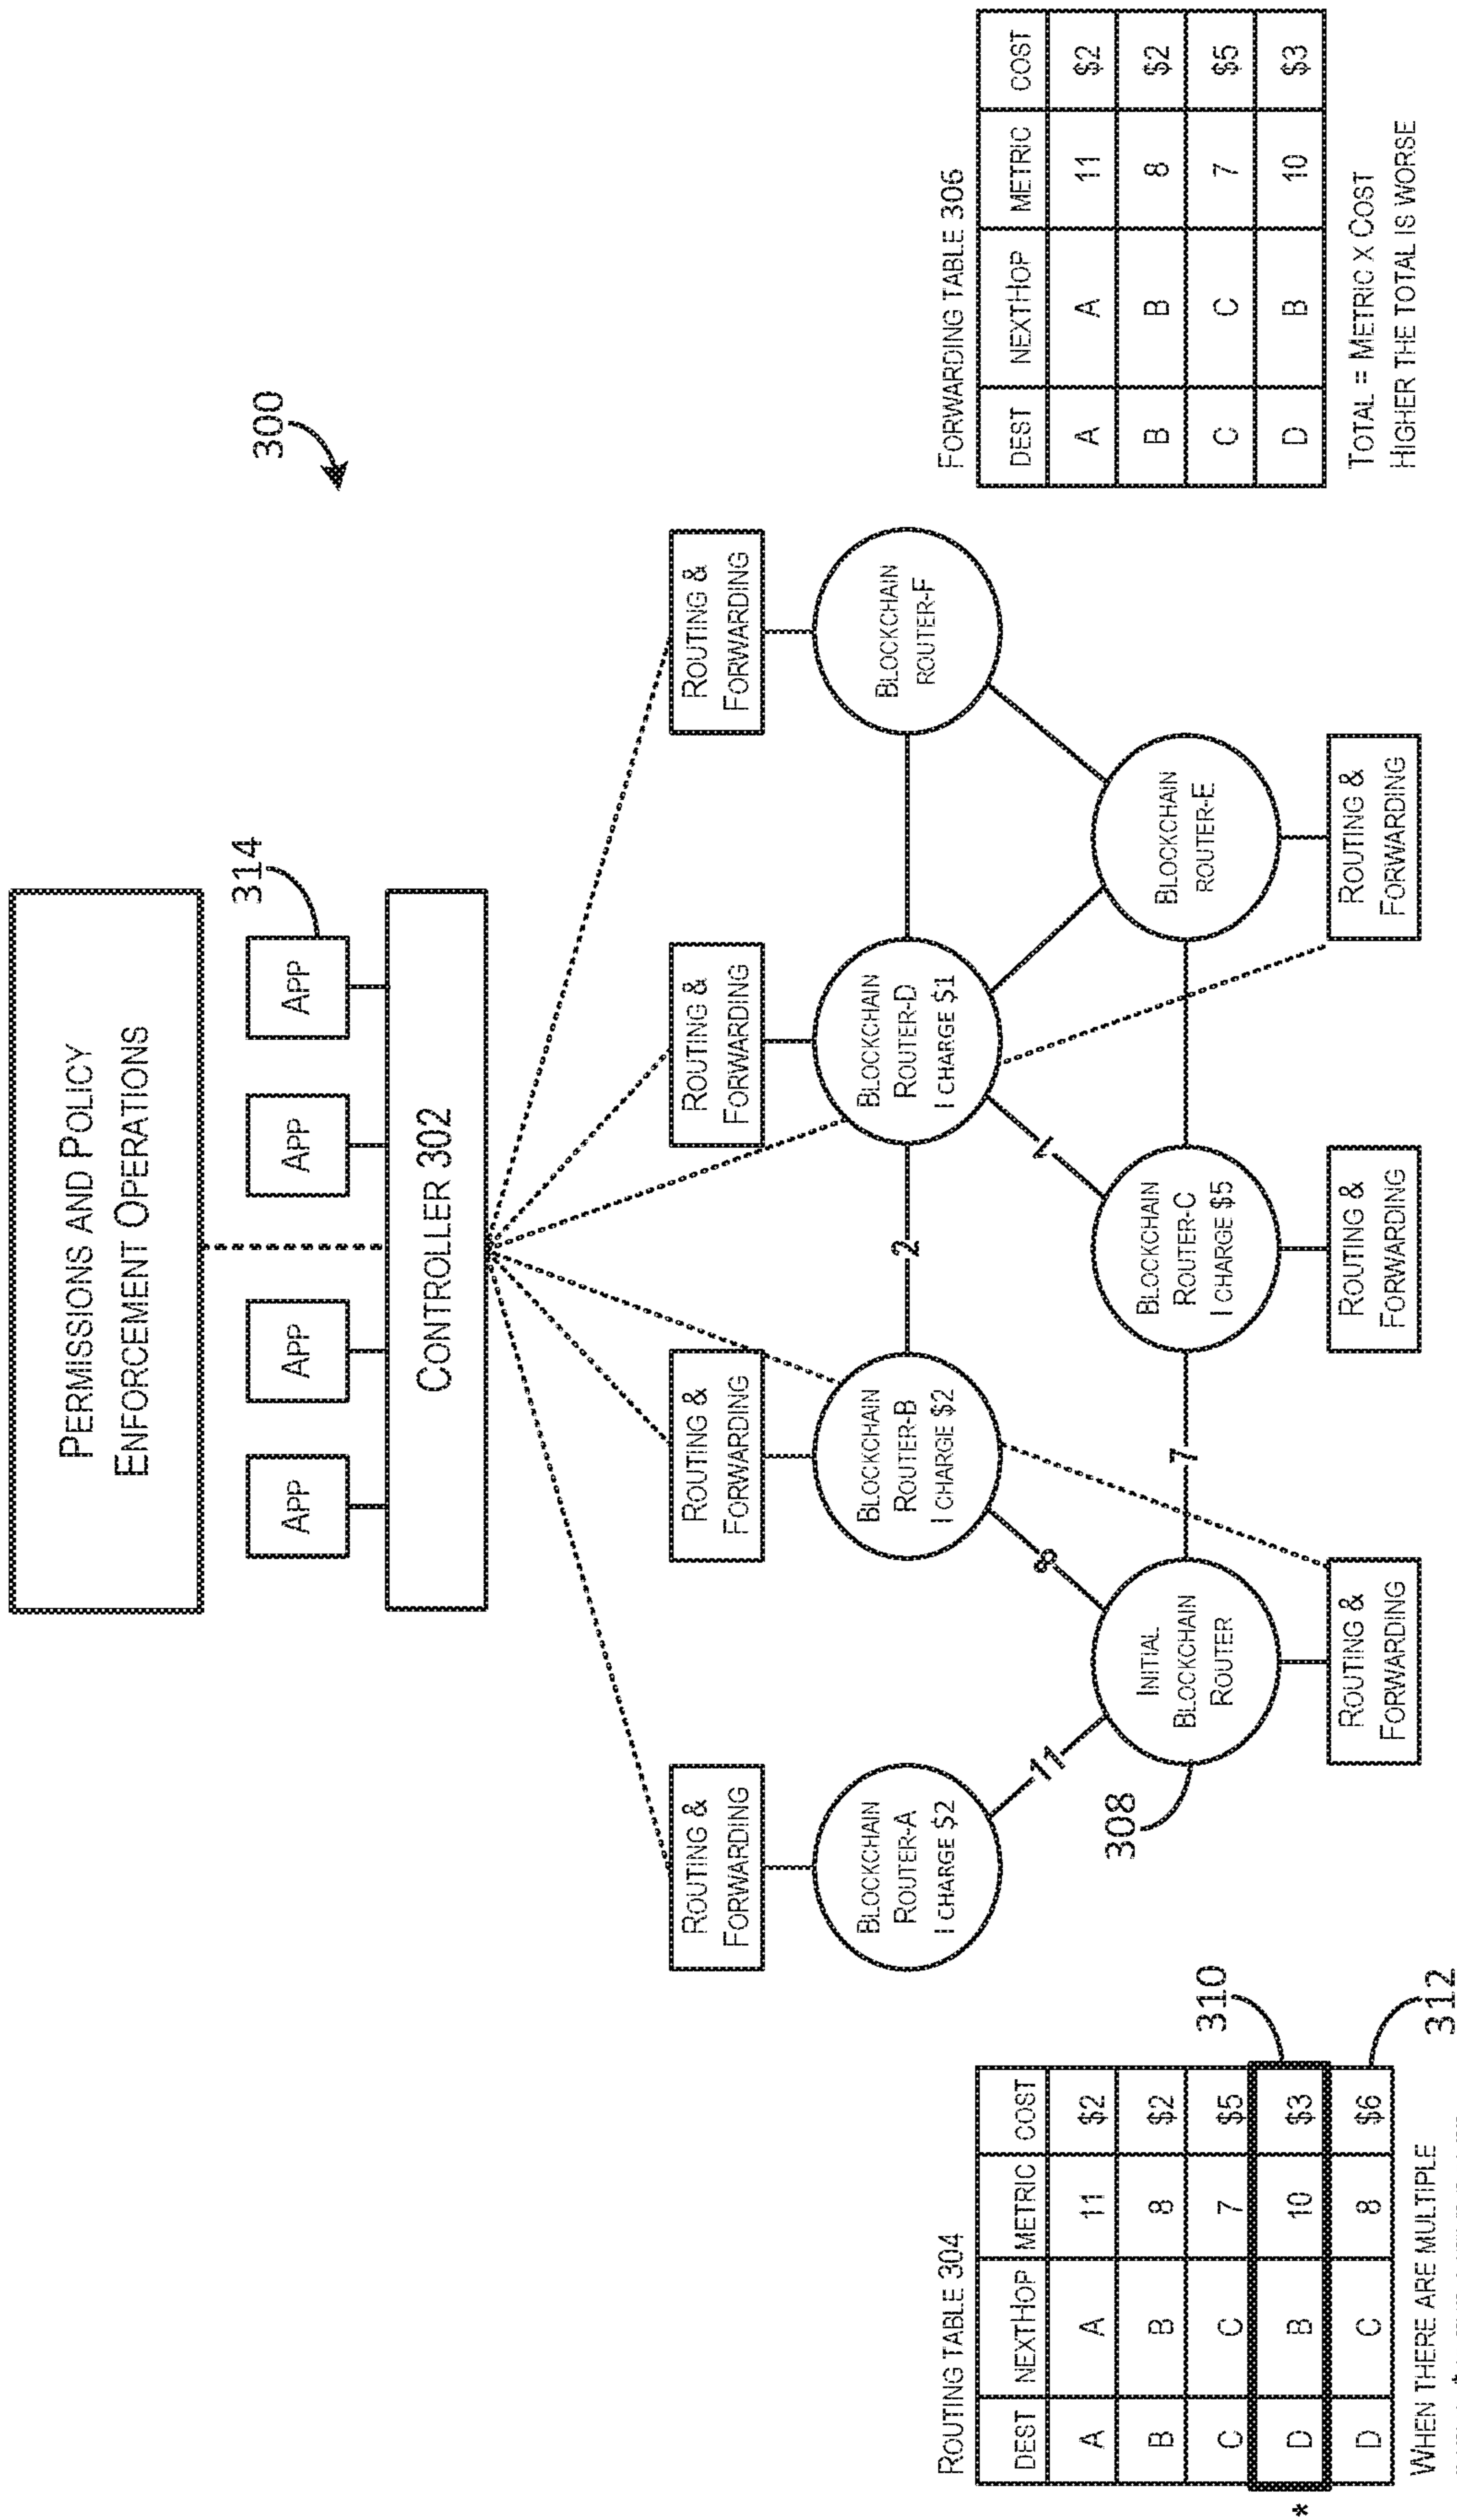 300
PERMISSIONS AND POLICY
ENFORCEMENT OPERATIONS
APP
APP
APP
APP
314
CONTROLLER 302
ROUTING &
FORWARDING
ROUTING &
FORWARDING
ROUTING &
FORWARDING
ROUTING &
FORWARDING
BLOCKCHAIN
ROUTER-A
I CHARGE $2
BLOCKCHAIN
ROUTER-B
I CHARGE $2
BLOCKCHAIN
ROUTER-D
I CHARGE $1
BLOCKCHAIN
ROUTER-F
11
8
2
1
7
308
INITIAL
BLOCKCHAIN
ROUTER
BLOCKCHAIN
ROUTER-C
I CHARGE $5
BLOCKCHAIN
ROUTER-E
ROUTING &
FORWARDING
ROUTING &
FORWARDING
ROUTING &
FORWARDING
ROUTING TABLE 304
DEST NEXTHOP METRIC COST
A A 11 $2
B B 8 $2
C C 7 $5
* D B 10 $3
D C 8 $6
310
312
WHEN THERE ARE MULTIPLE
FORWARDING TABLE 306
DEST NEXTHOP METRIC COST
A A 11 $2
B B 8 $2
C C 7 $5
D B 10 $3
TOTAL = METRIC X COST
HIGHER THE TOTAL IS WORSE